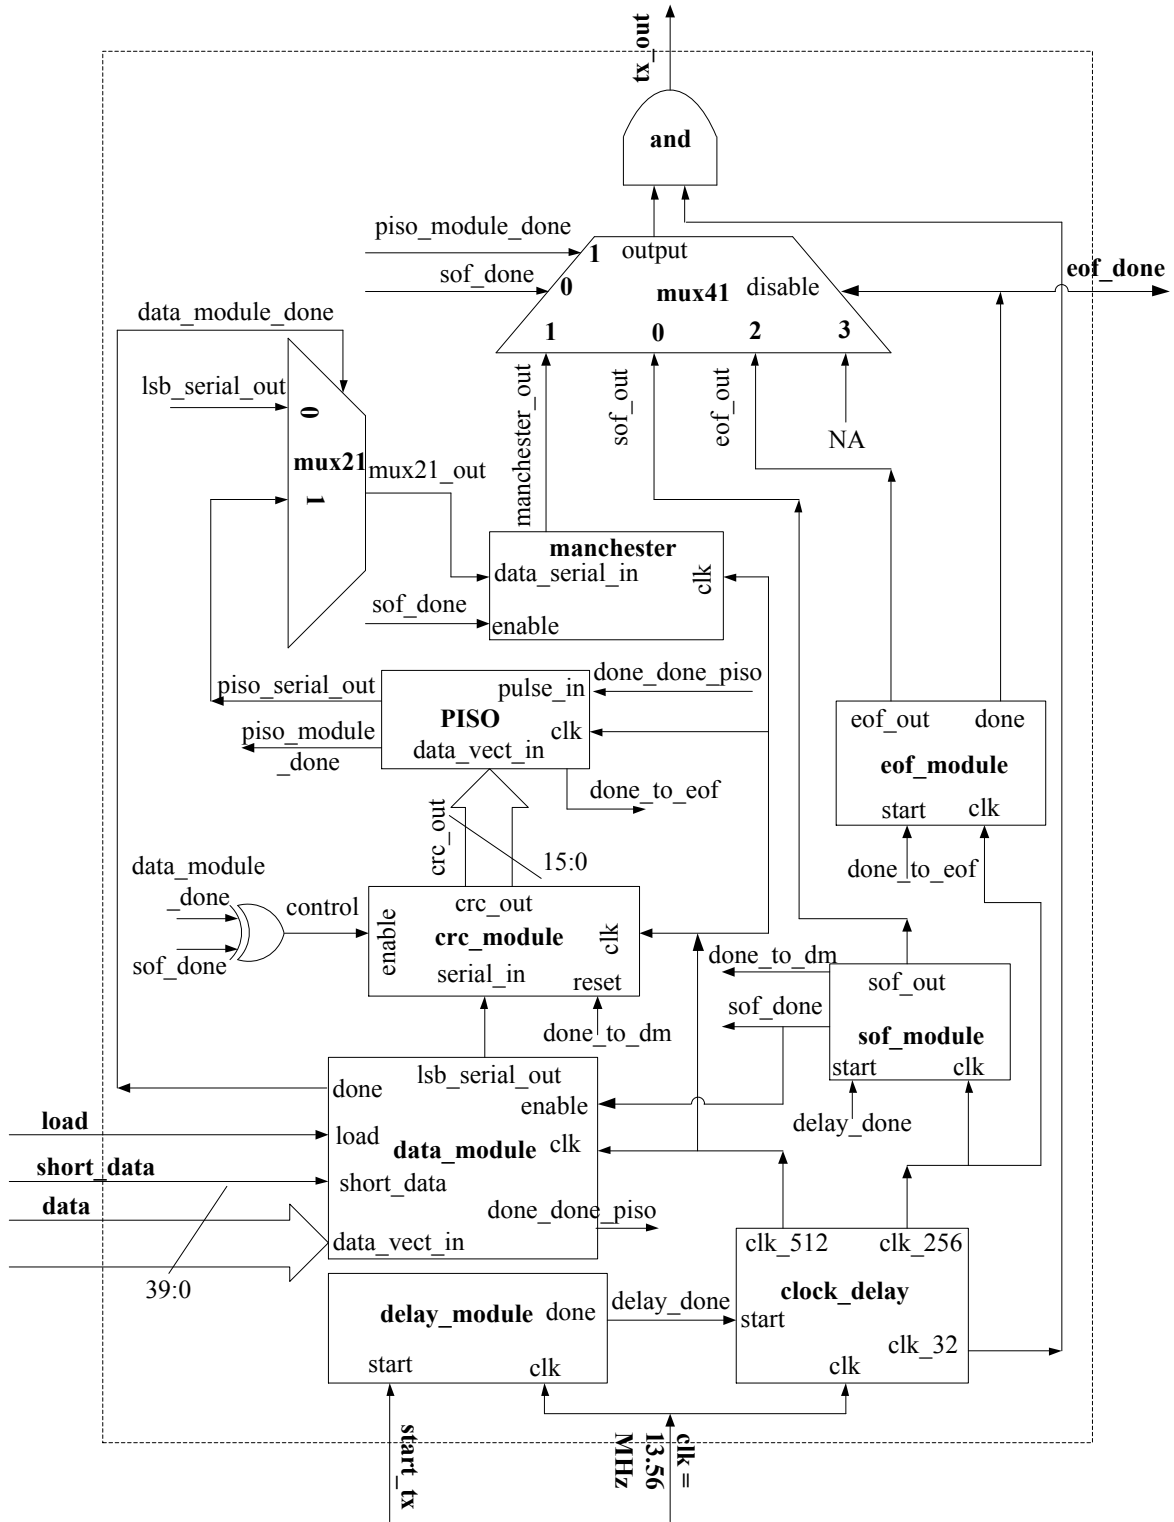 tx_out
and
piso_module_done
1
output
sof_done
0
mux41
disable
eof_done
1
0
2
3
data_module_done
lsb_serial_out
0
mux21
1
mux21_out
manchester_out
sof_out
eof_out
NA
manchester
data_serial_in
clk
sof_done
enable
piso_serial_out
piso_module
_done
pulse_in
PISO
clk
data_vect_in
done_done_piso
done_to_eof
eof_out
done
eof_module
start
clk
done_to_eof
crc_out
15:0
data_module
_done
sof_done
control
enable
crc_out
crc_module
clk
serial_in
reset
done_to_dm
done_to_dm
sof_done
sof_out
sof_module
start
clk
delay_done
load
short_data
data
39:0
done
lsb_serial_out
enable
load
data_module
clk
short_data
done_done_piso
data_vect_in
delay_module
done
start
clk
delay_done
clk_512
clk_256
clock_delay
start
clk_32
clk
start_tx
clk =
13.56
MHz